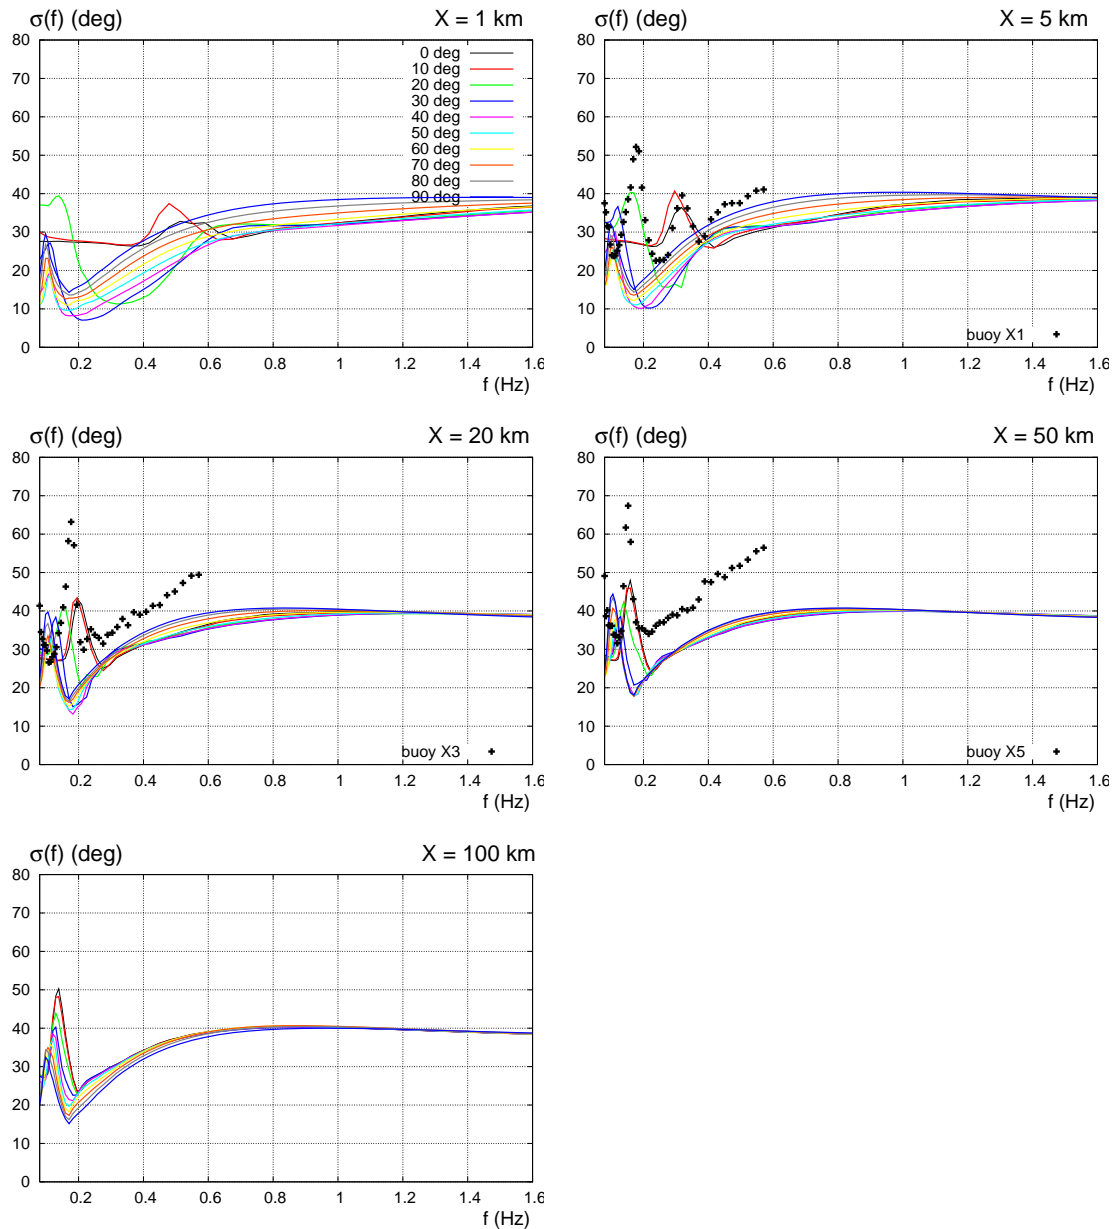 σ(f) (deg) X = 1 km
80
70
60
50
40
30
20
10
0
0 deg
10 deg
20 deg
30 deg
40 deg
50 deg
60 deg
70 deg
80 deg
90 deg
0.2 0.4 0.6 0.8 1 1.2 1.4 1.6
f (Hz)
σ(f) (deg) X = 5 km
80
70
60
50
40
30
20
10
0
buoy X1
0.2 0.4 0.6 0.8 1 1.2 1.4 1.6
f (Hz)
σ(f) (deg) X = 20 km
80
70
60
50
40
30
20
10
0
buoy X3
0.2 0.4 0.6 0.8 1 1.2 1.4 1.6
f (Hz)
σ(f) (deg) X = 50 km
80
70
60
50
40
30
20
10
0
buoy X5
0.2 0.4 0.6 0.8 1 1.2 1.4 1.6
f (Hz)
σ(f) (deg) X = 100 km
80
70
60
50
40
30
20
10
0
0.2 0.4 0.6 0.8 1 1.2 1.4 1.6
f (Hz)